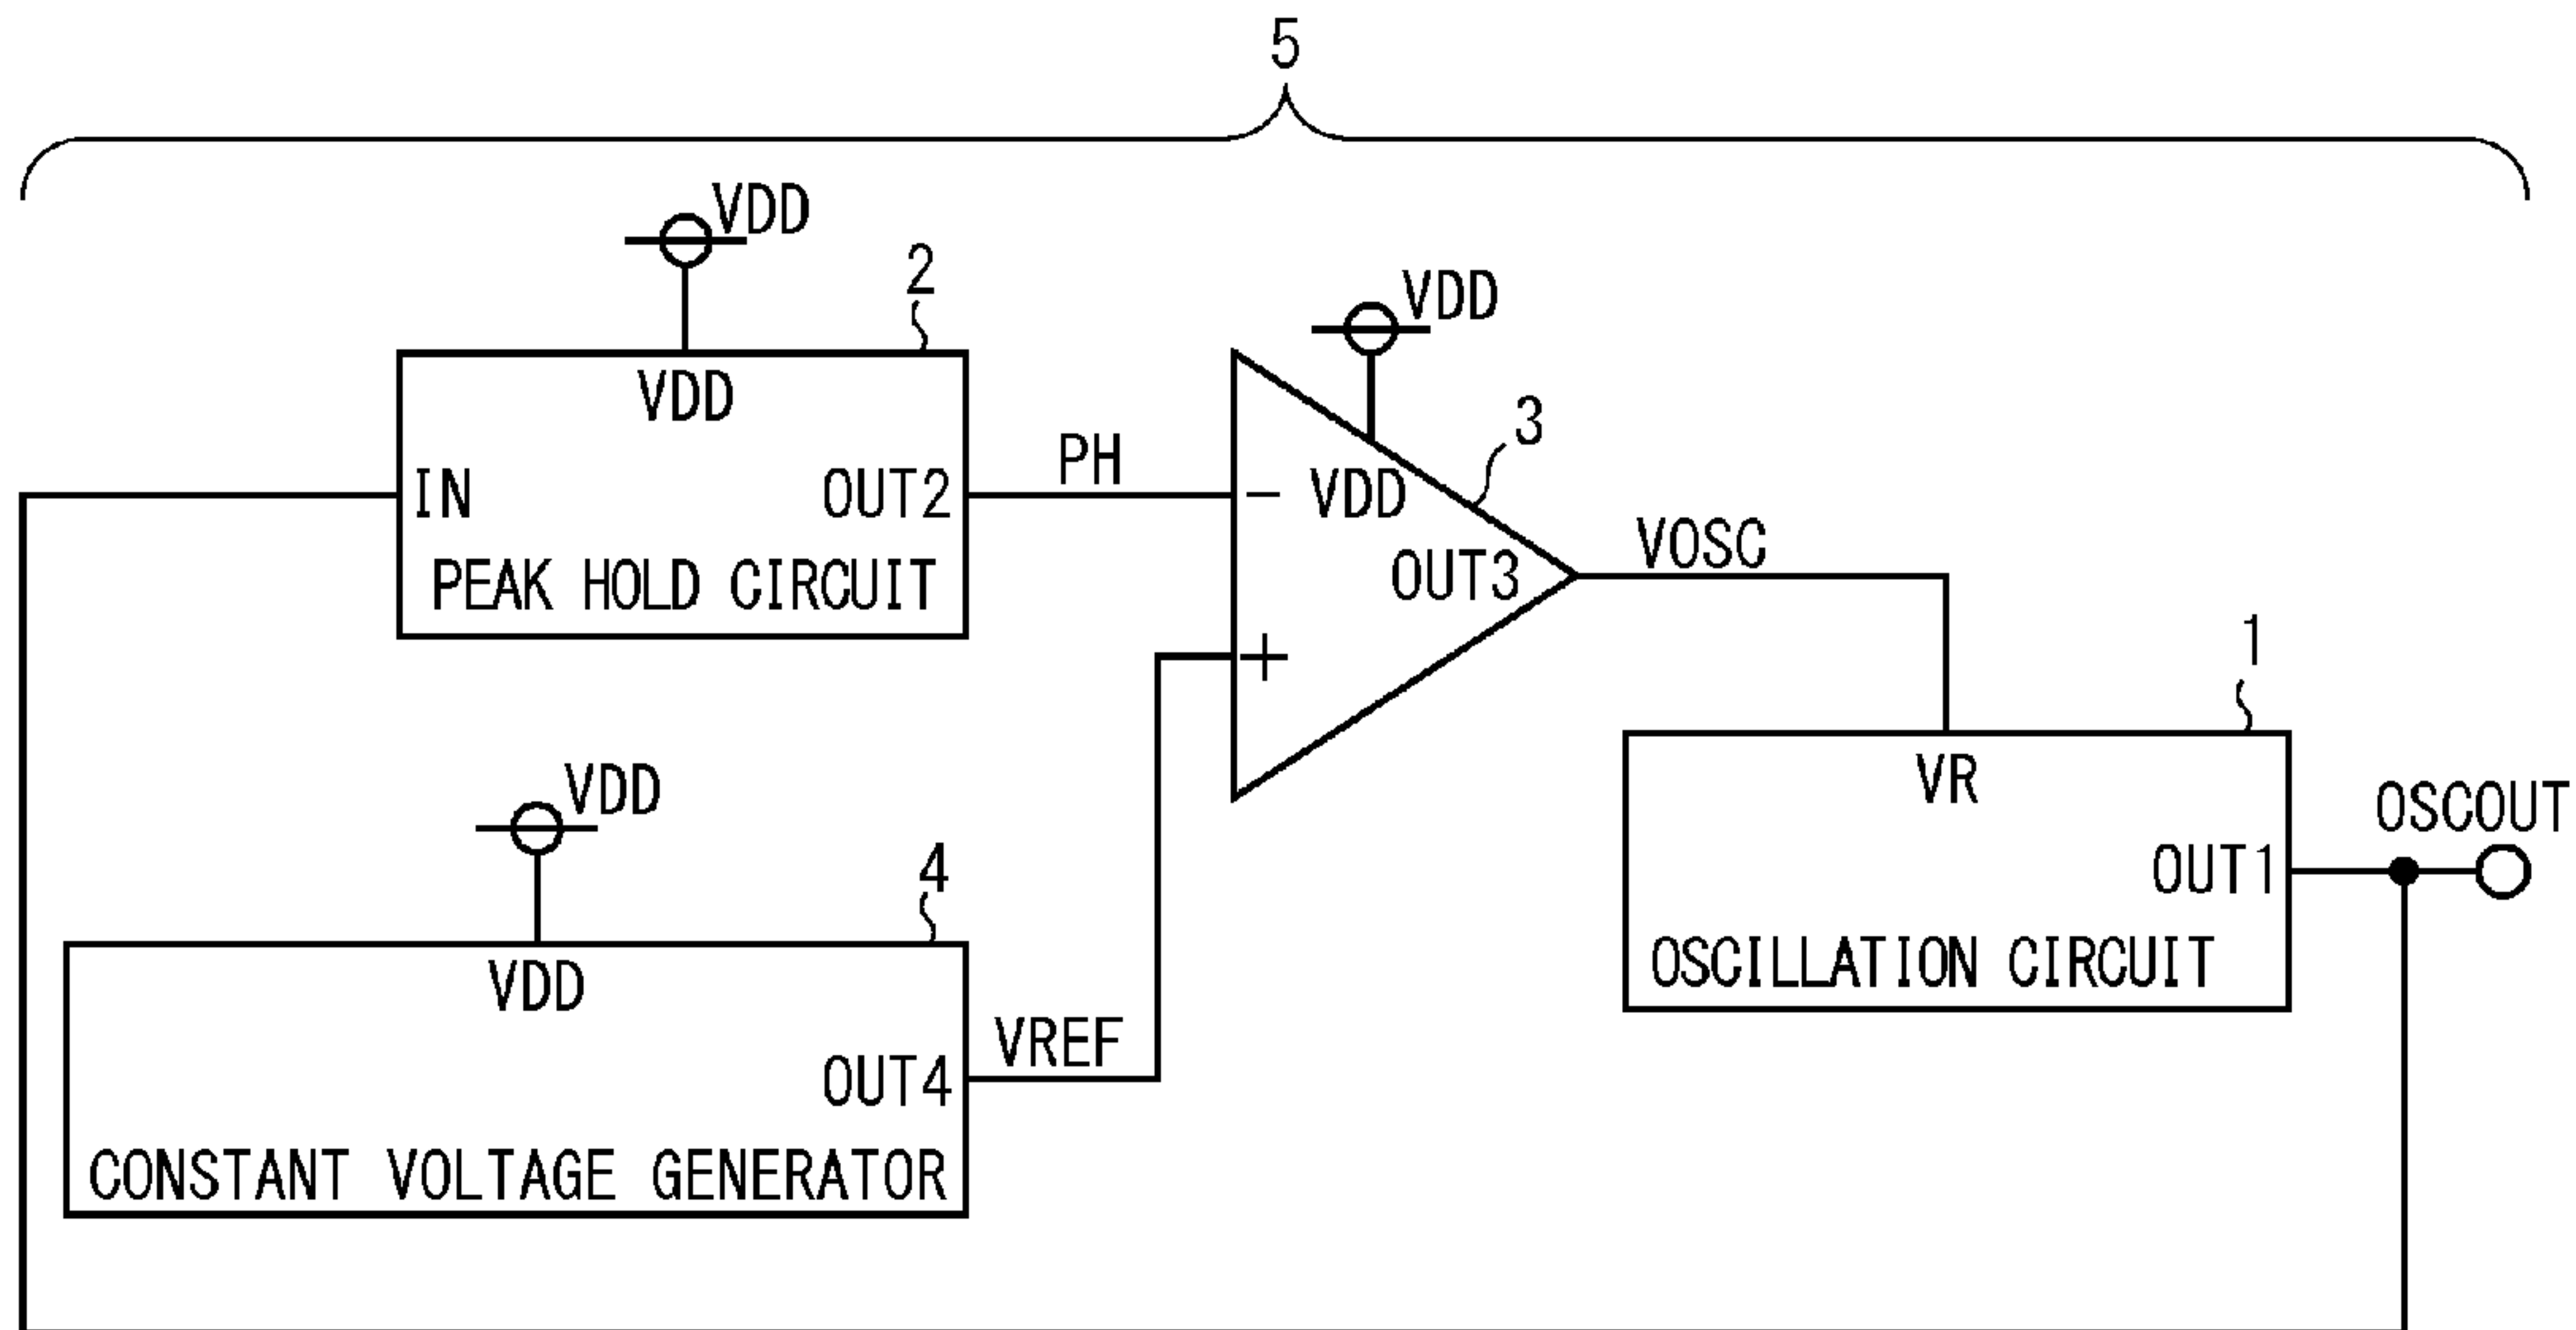 5
VDD
2
VDD
VDD
PH
3
IN
OUT2
-
VDD
VOSC
PEAK HOLD CIRCUIT
OUT3
+
1
VDD
VR
OSCOUT
4
OUT1
VDD
OSCILLATION CIRCUIT
VREF
OUT4
CONSTANT VOLTAGE GENERATOR